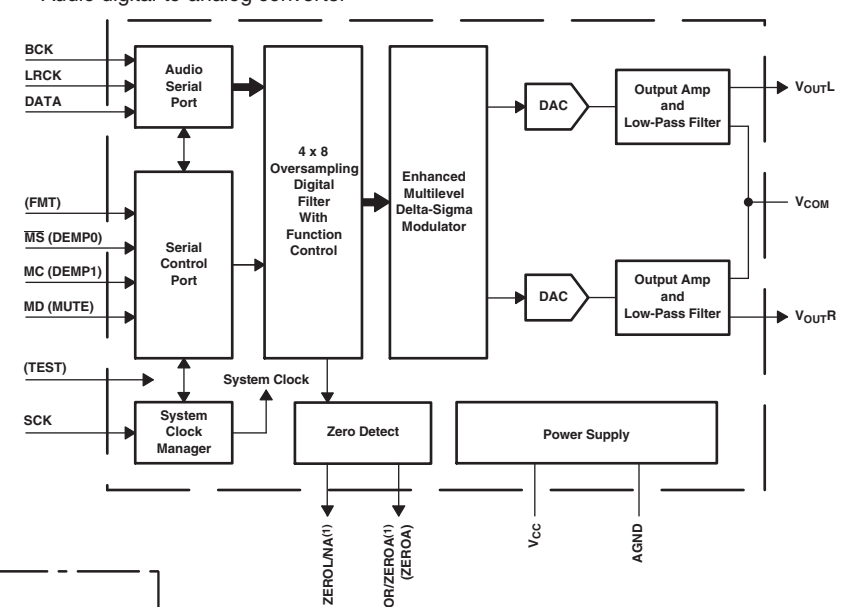 Audio digital-to-analog converter
BCK
LRCK
DATA
Audio
Serial
Port
(FMT)
MS (DEMP0)
MC (DEMP1)
MD (MUTE)
Serial
Control
Port
(TEST)
SCK
System
Clock
Manager
System Clock
4 x 8
Oversampling
Digital
Filter
With
Function
Control
Enhanced
Multilevel
Delta-Sigma
Modulator
DAC
Output Amp
and
Low-Pass Filter
VOUTL
VCOM
DAC
Output Amp
and
Low-Pass Filter
VOUTR
Zero Detect
Power Supply
ZEROL/NA(1)
OR/ZEROA(1)
(ZEROA)
VCC
AGND